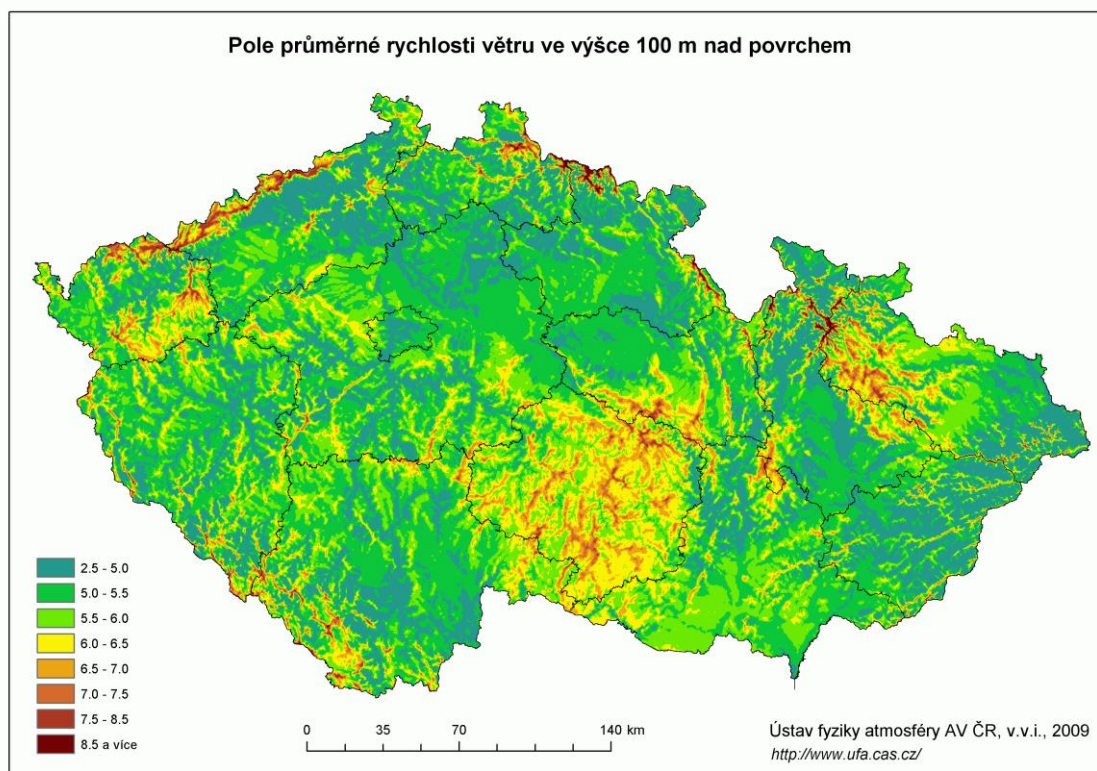 Pole průměrné rychlosti větru ve výšce 100 m nad povrchem
2.5 - 5.0
5.0 - 5.5
5.5 - 6.0
6.0 - 6.5
6.5 - 7.0
7.0 - 7.5
7.5 - 8.5
8.5 a více
0 35 70 140 km
Ústav fyziky atmosféry AV ČR, v.v.i., 2009
http://www.ufa.cas.cz/